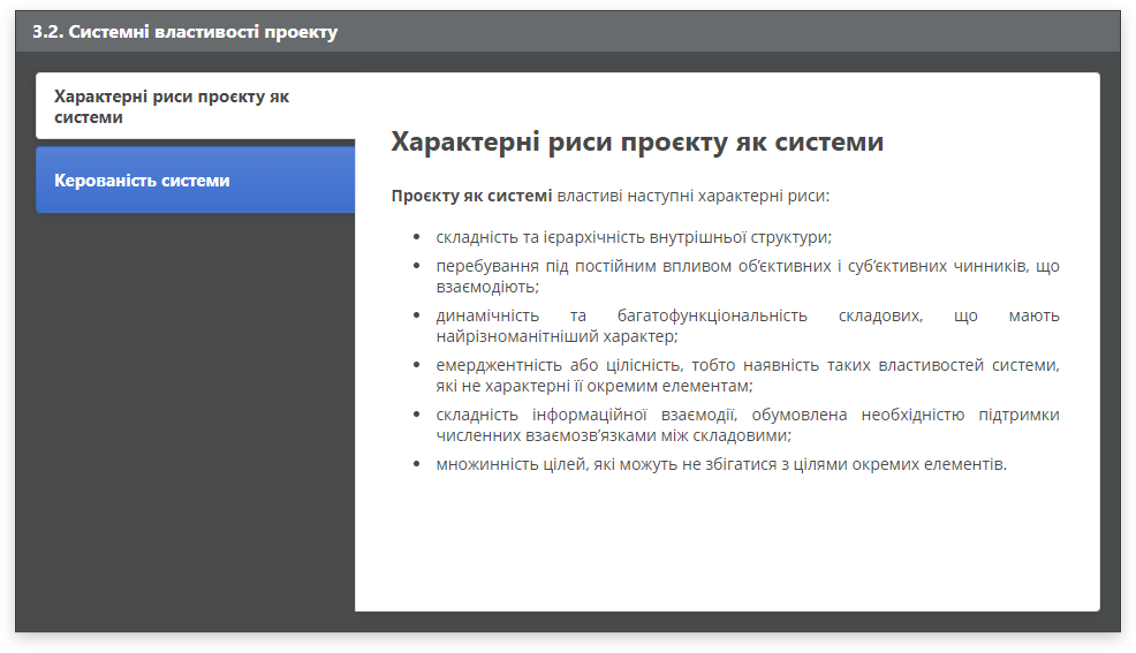 3.2. Системні властивості проекту
Характерні риси проєкту як
системи
Керованість системи
Характерні риси проєкту як системи
Проєкту як системі властиві наступні характерні риси:
• складність та ієрархічність внутрішньої структури;
• перебування під постійним впливом об’єктивних і суб’єктивних чинників, що
взаємодіють;
• динамічність та багатофункціональність складових, що мають
найрізноманітніший характер;
• емерджентність або цілісність, тобто наявність таких властивостей системи,
які не характерні її окремим елементам;
• складність інформаційної взаємодії, обумовлена необхідністю підтримки
численних взаємозв’язками між складовими;
• множинність цілей, які можуть не збігатися з цілями окремих елементів.